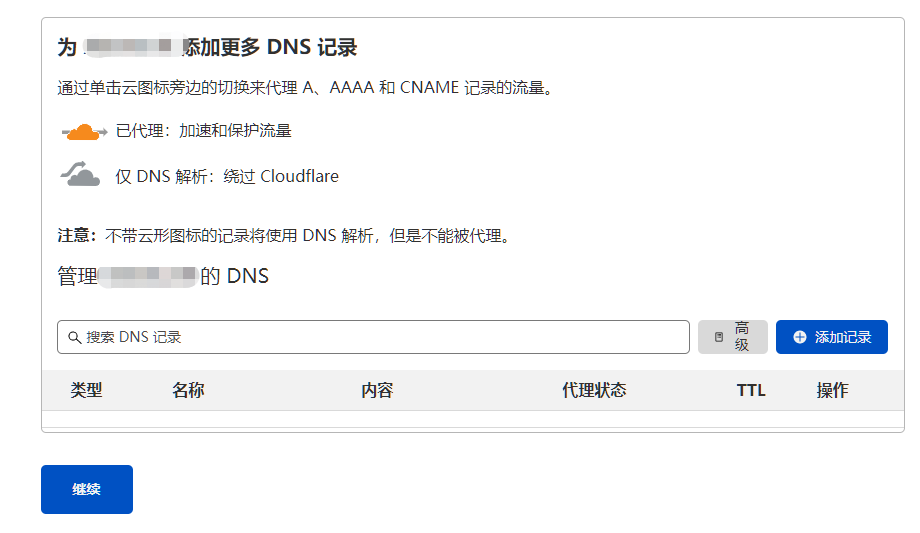 为 添加更多 DNS 记录
通过单击云图标旁边的切换来代理 A、AAAA 和 CNAME 记录的流量。
已代理：加速和保护流量
仅 DNS 解析：绕过 Cloudflare
注意：不带云形图标的记录将使用 DNS 解析，但是不能被代理。
管理 的 DNS
搜索 DNS 记录
高级
添加记录
类型 名称 内容 代理状态 TTL 操作
继续